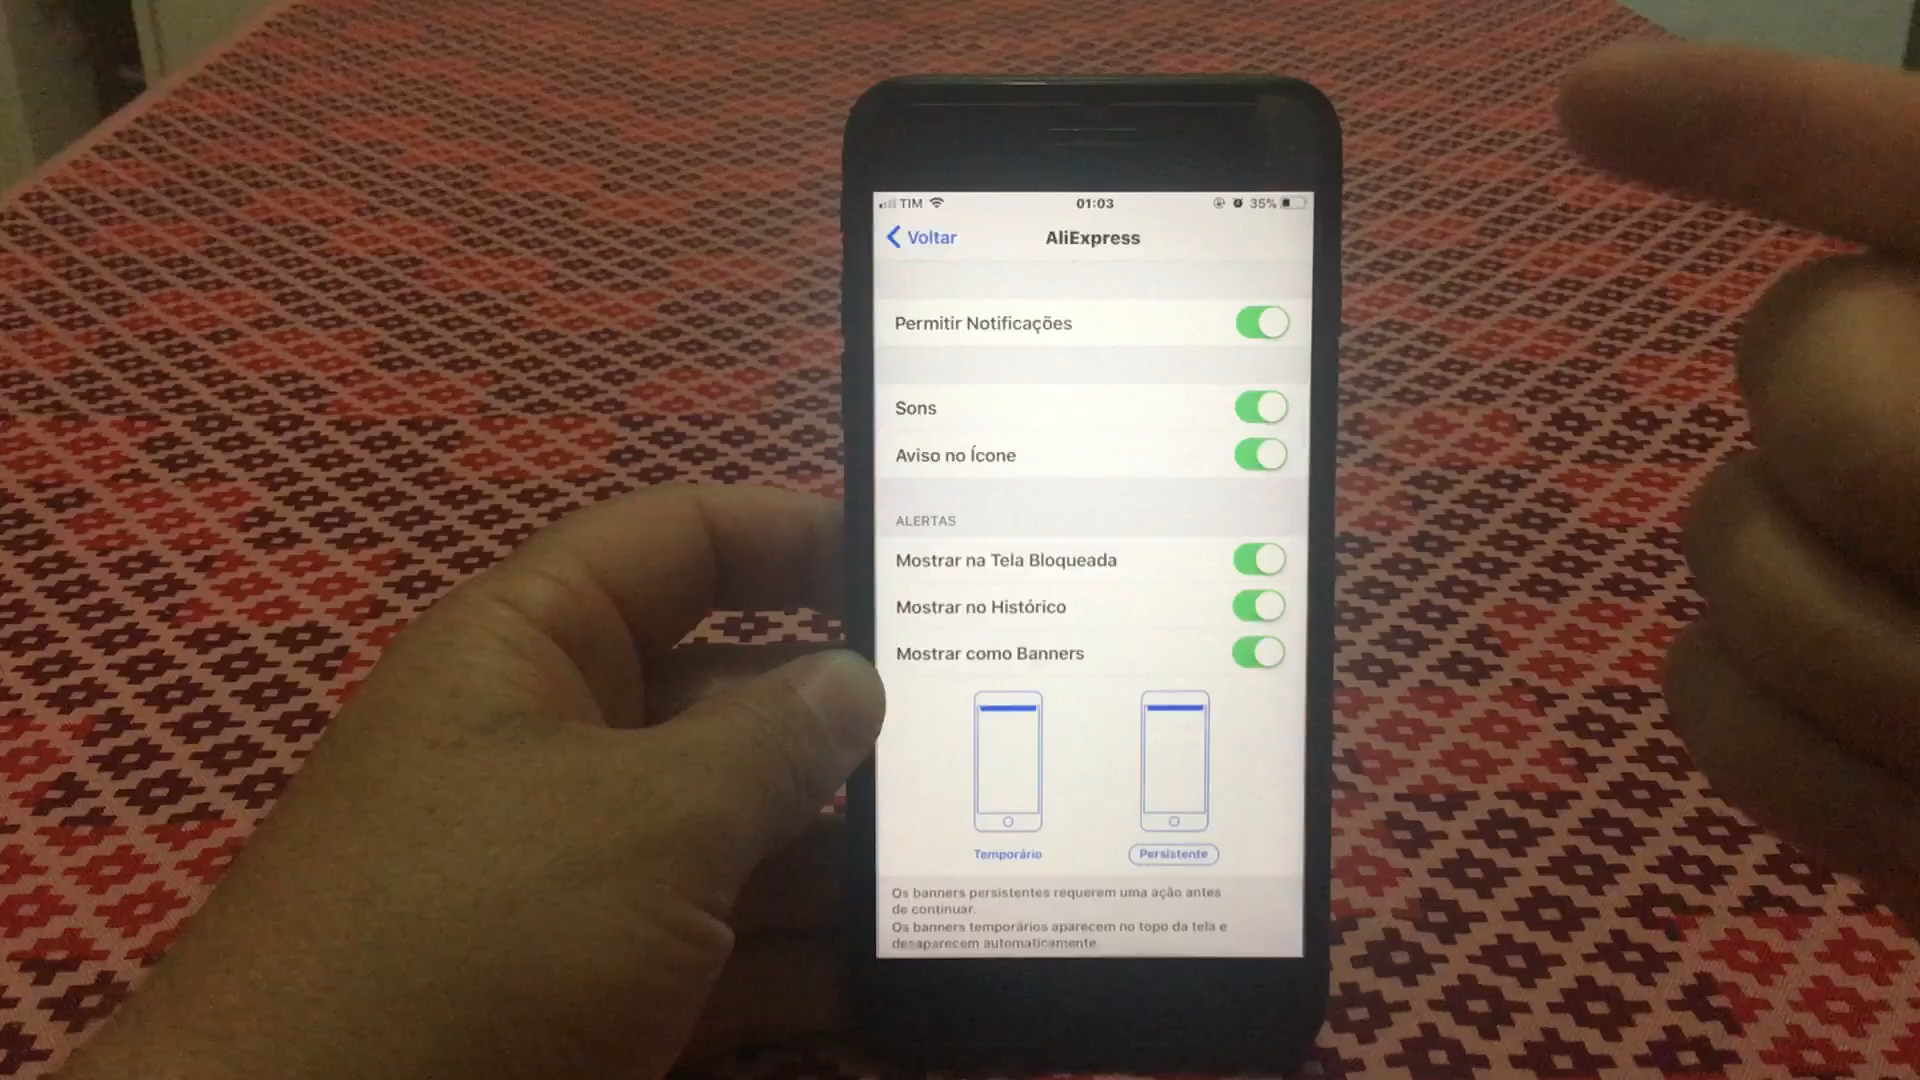 TIM 01:03 35%
Voltar AliExpress
Permitir Notificações
Sons
Aviso no Ícone
ALERTAS
Mostrar na Tela Bloqueada
Mostrar no Histórico
Mostrar como Banners
Temporário Persistente
Os banners persistentes requerem uma ação antes
de continuar.
Os banners temporários aparecem no topo da tela e
desaparecem automaticamente.